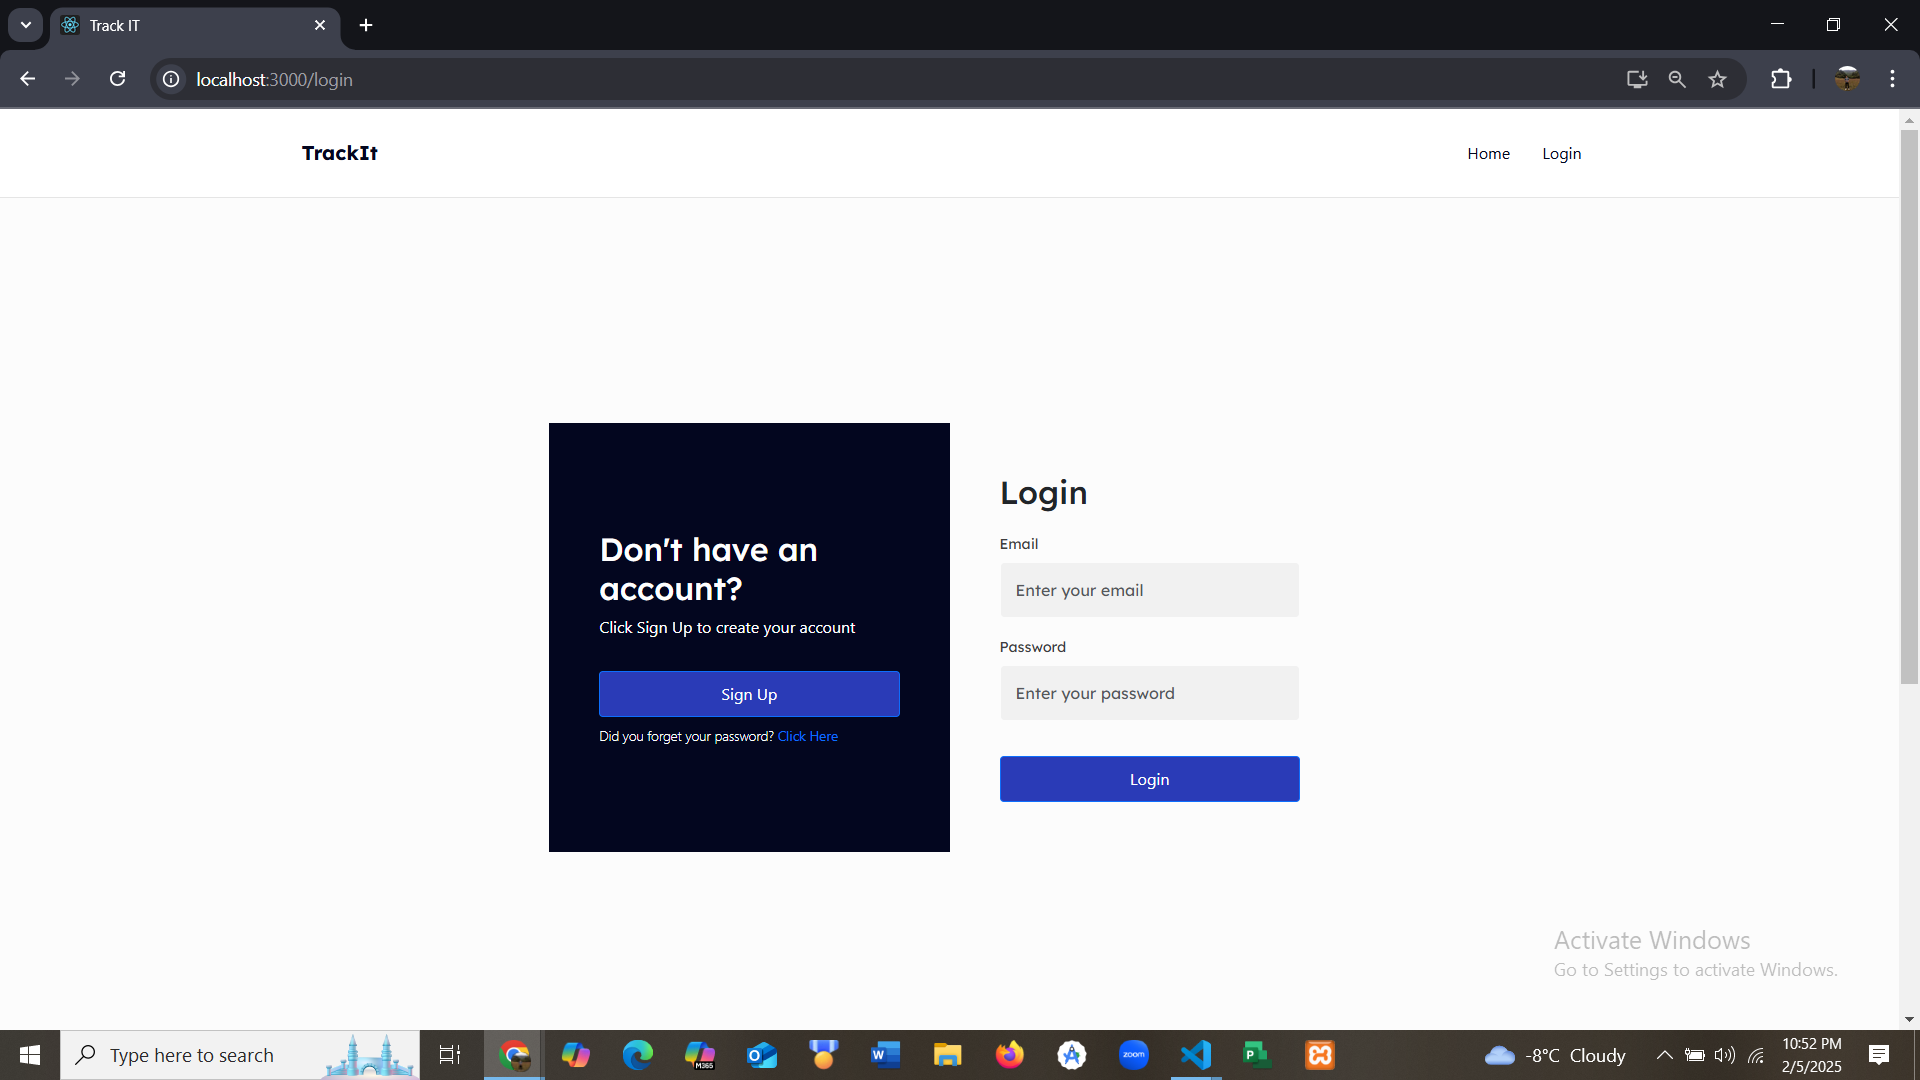 Track IT
localhost:3000/login
TrackIt
Home
Login
Don't have an
account?
Click Sign Up to create your account
Sign Up
Did you forget your password? Click Here
Login
Email
Enter your email
Password
Enter your password
Login
Activate Windows
Go to Settings to activate Windows.
Type here to search
M365
zoom
-8°C Cloudy
10:52 PM
2/5/2025